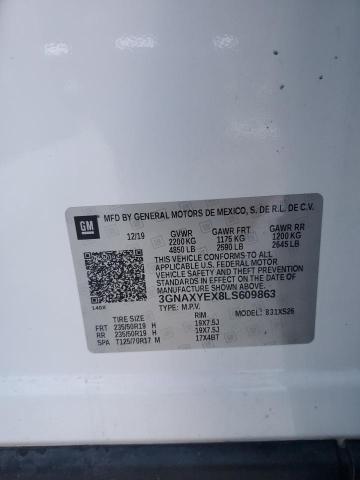 GM
MFD BY GENERAL MOTORS DE MEXICO, S. DE R.L. DE C.V.
12/19 GVWR GAWR FRT GAWR RR
2200 KG 1175 KG 1200 KG
4850 LB 2590 LB 2645 LB
THIS VEHICLE CONFORMS TO ALL
APPLICABLE U.S. FEDERAL MOTOR
VEHICLE SAFETY AND THEFT PREVENTION
STANDARDS IN EFFECT ON THE DATE OF
MANUFACTURE SHOWN ABOVE.
3GNAXYEX8LS609863
TYPE: M.P.V. MODEL: 831XS26
TIRE SIZE RIM
FRT 235/50R19 H 19X7.5J
RR 235/50R19 H 19X7.5J
SPA T125/70R17 M 17X4BT